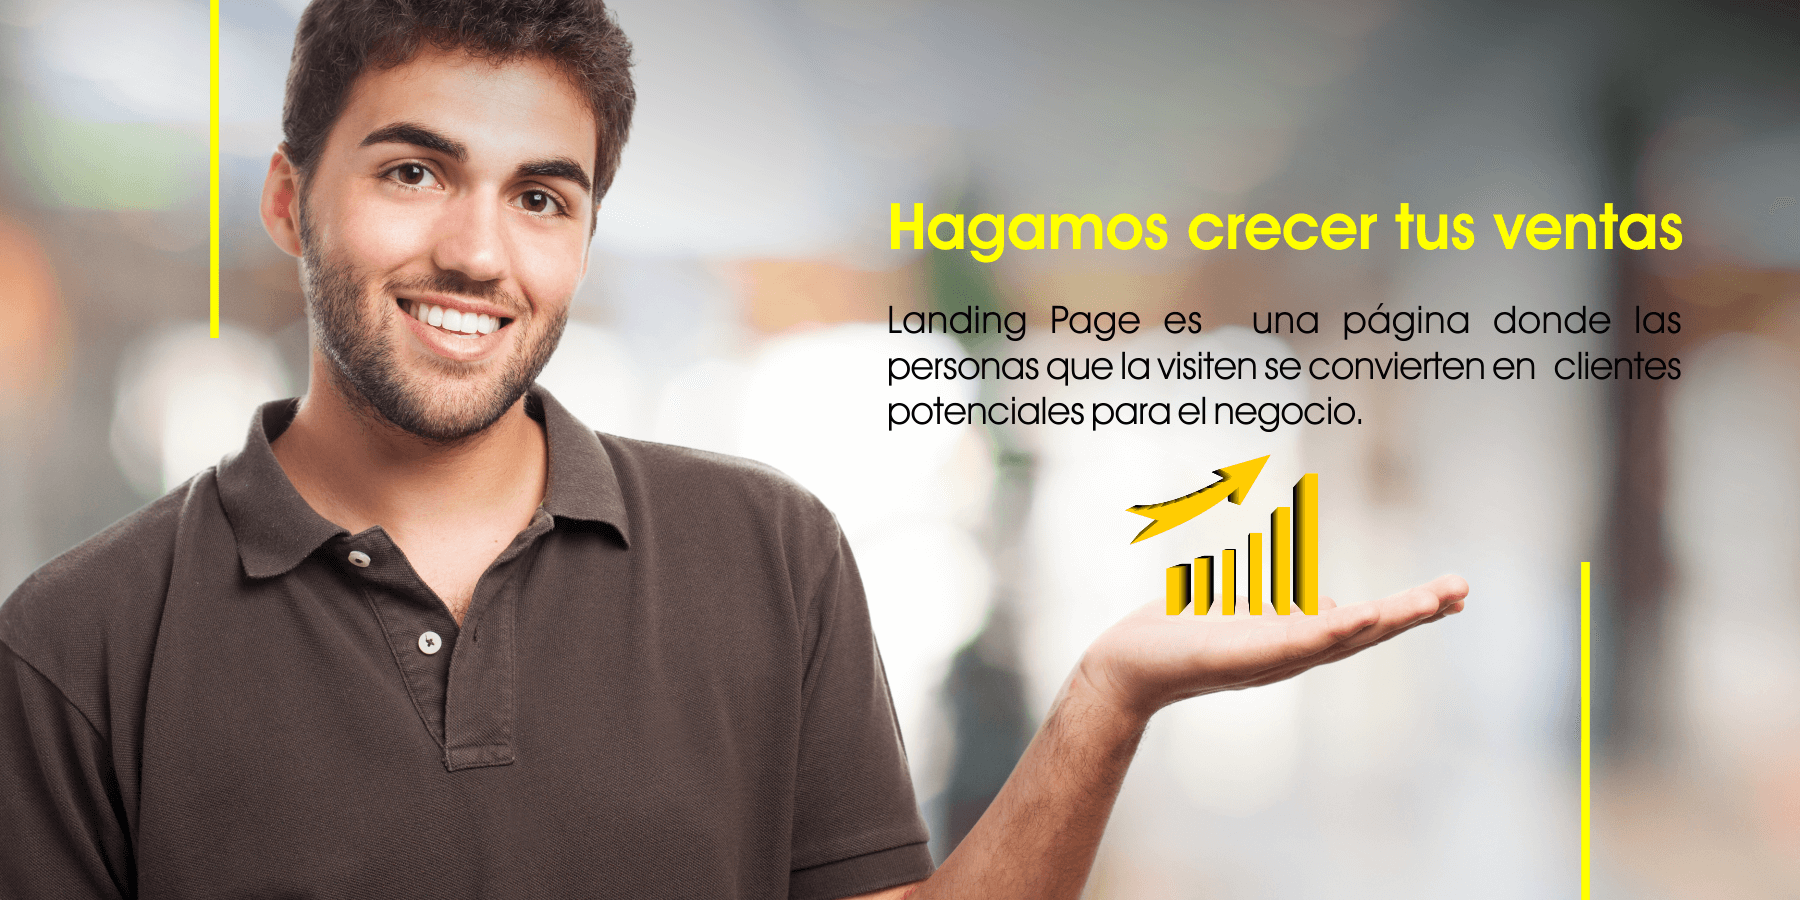 Hagamos crecer tus ventas
Landing Page es una página donde las
personas que la visiten se convierten en clientes
potenciales para el negocio.